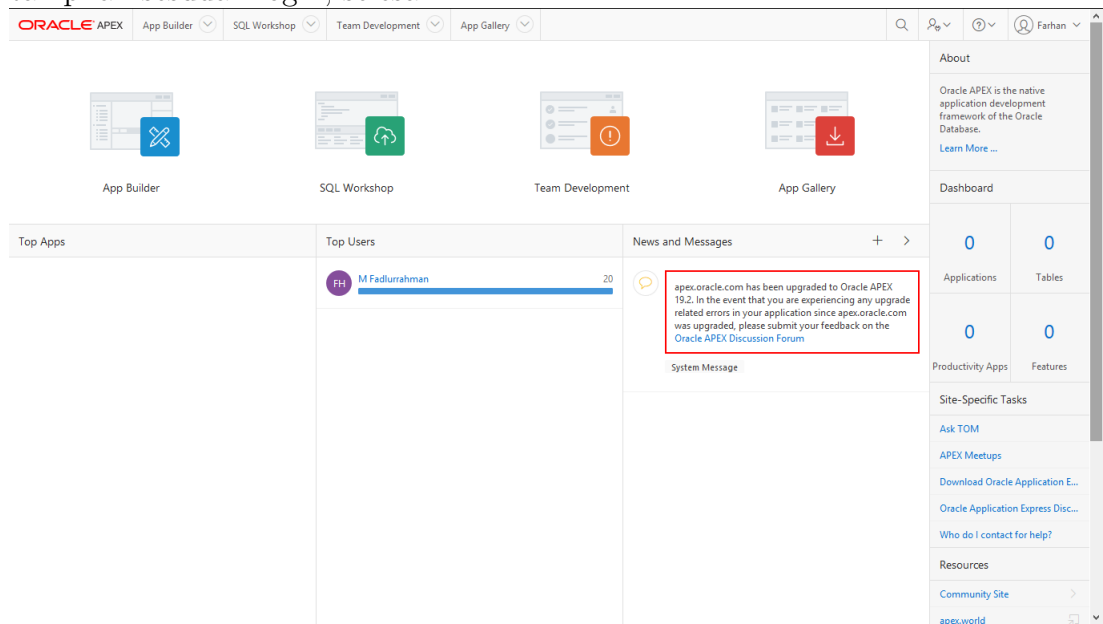 ORACLE APEX App Builder SQL Workshop Team Development App Gallery Farhan
App Builder SQL Workshop Team Development App Gallery
Top Apps
Top Users
FH M Fadlurrahman 20
News and Messages
apex.oracle.com has been upgraded to Oracle APEX
19.2. In the event that you are experiencing any upgrade
related errors in your application since apex.oracle.com
was upgraded, please submit your feedback on the
Oracle APEX Discussion Forum
System Message
About
Oracle APEX is the native
application development
framework of the Oracle
Database.
Learn More ...
Dashboard
0 0
Applications Tables
0 0
Productivity Apps Features
Site-Specific Tasks
Ask TOM
APEX Meetups
Download Oracle Application E...
Oracle Application Express Disc...
Who do I contact for help?
Resources
Community Site
apex.world